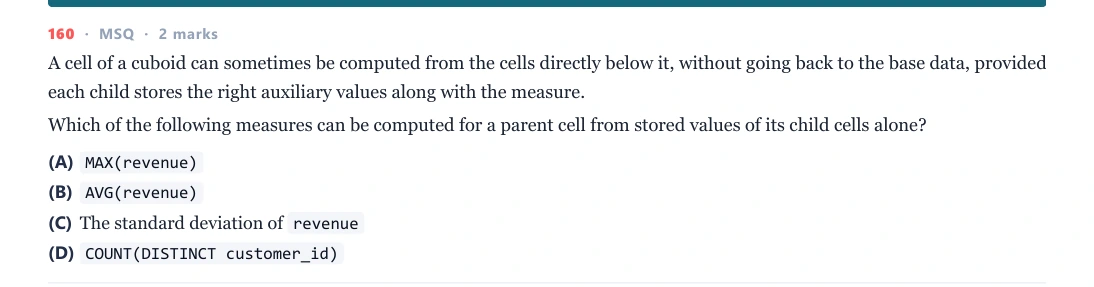 160 · MSQ · 2 marks
A cell of a cuboid can sometimes be computed from the cells directly below it, without going back to the base data, provided
each child stores the right auxiliary values along with the measure.
Which of the following measures can be computed for a parent cell from stored values of its child cells alone?
(A) MAX(revenue)
(B) AVG(revenue)
(C) The standard deviation of revenue
(D) COUNT(DISTINCT customer_id)